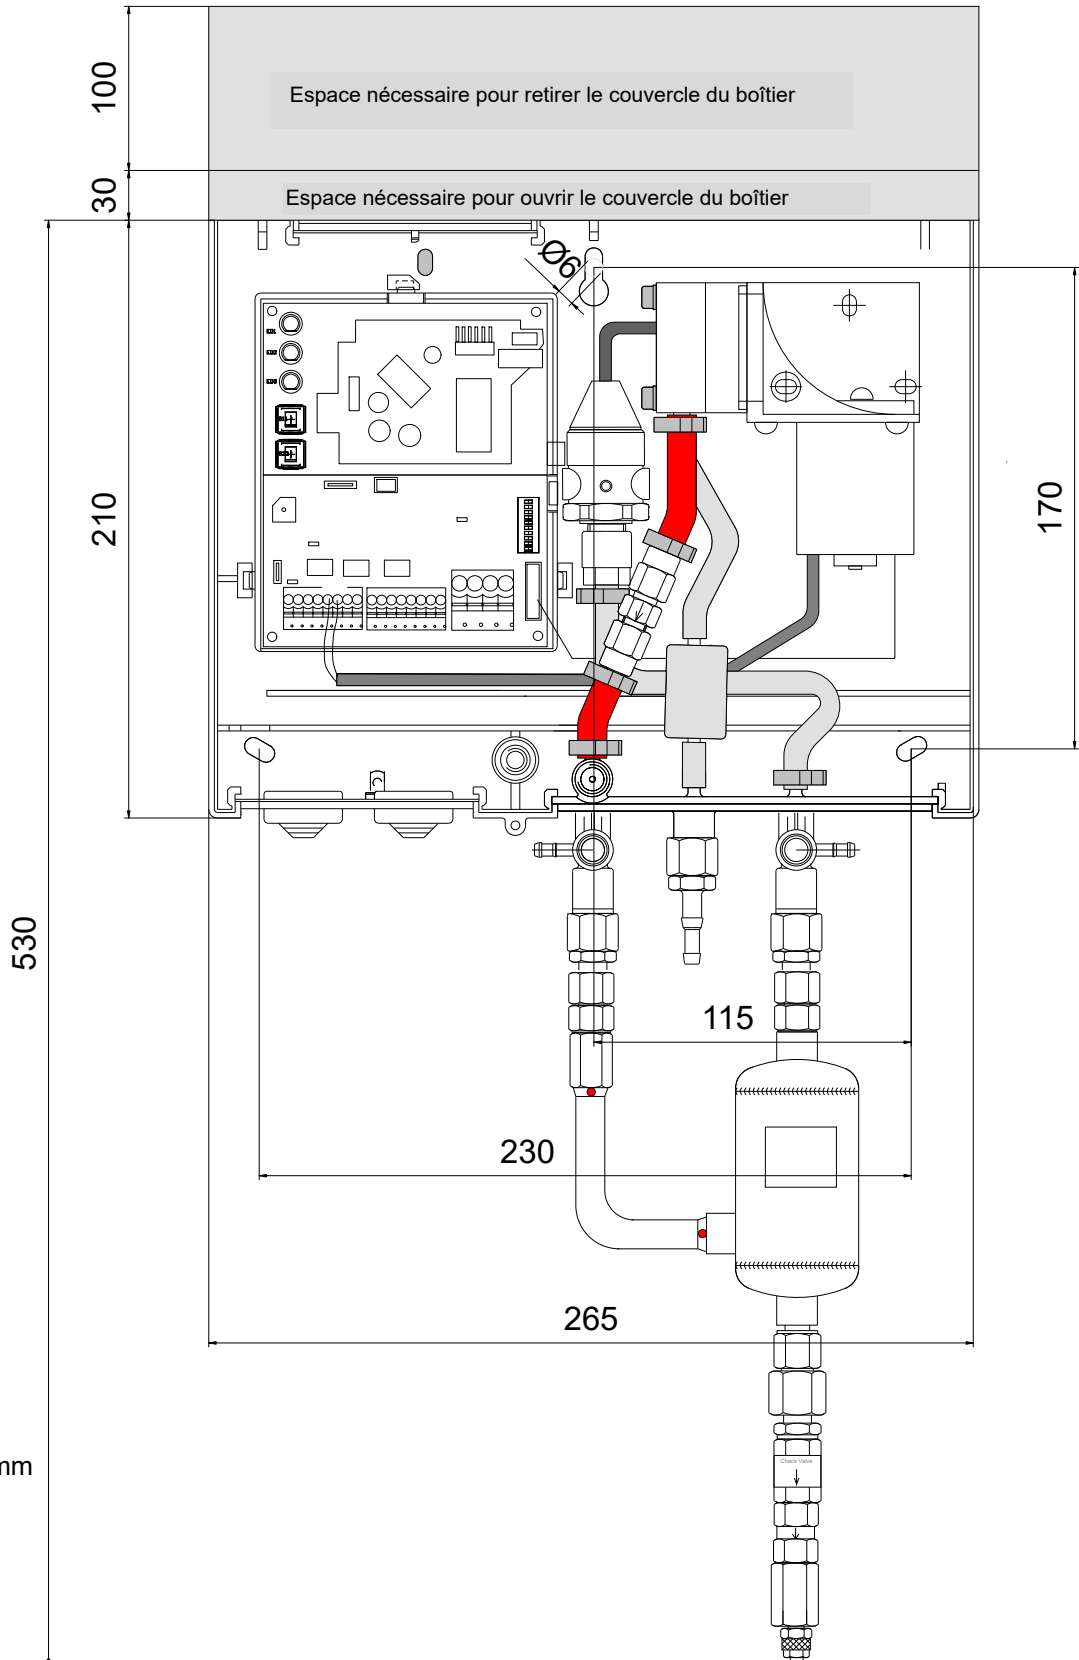 100
Espace nécessaire pour retirer le couvercle du boîtier
30
Espace nécessaire pour ouvrir le couvercle du boîtier
Ø6
210
170
530
115
230
265
mm
Check Valve